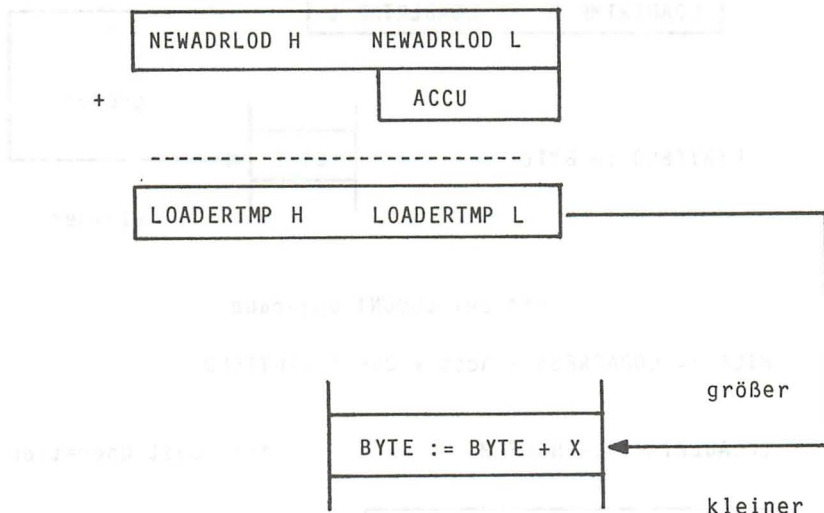 NEWADRLOD H NEWADRLOD L
+ ACCU
--------------------
LOADERTMP H LOADERTMP L
größer
BYTE := BYTE + X
kleiner